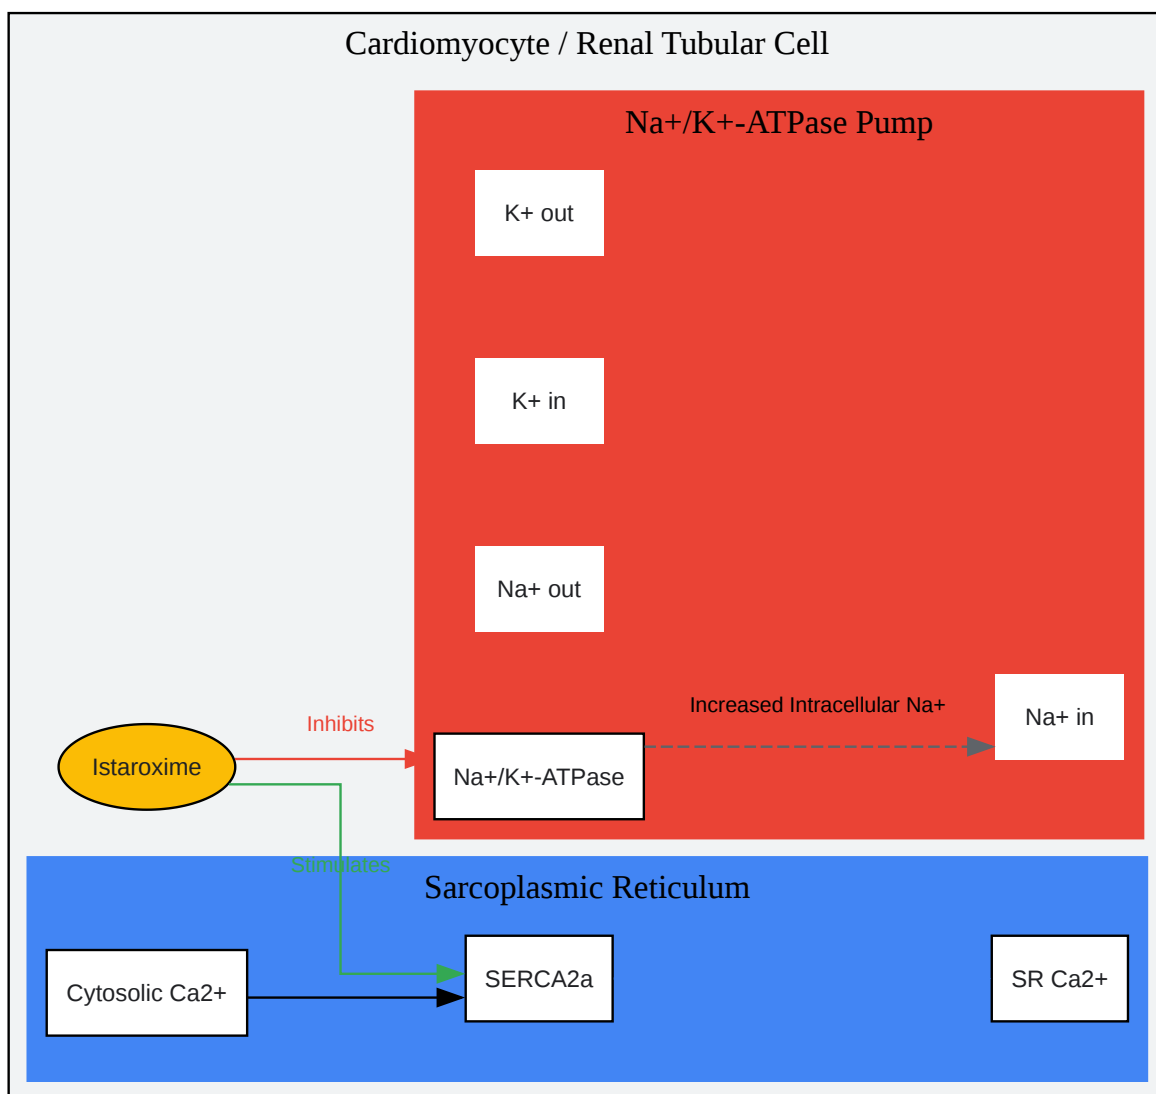 Cardiomyocyte / Renal Tubular Cell
Na+/K+-ATPase Pump
K+ out
K+ in
Na+ out
Increased Intracellular Na+
Na+ in
Inhibits
Istaroxime
Na+/K+-ATPase
Stimulates
Sarcoplasmic Reticulum
Cytosolic Ca2+
SERCA2a
SR Ca2+